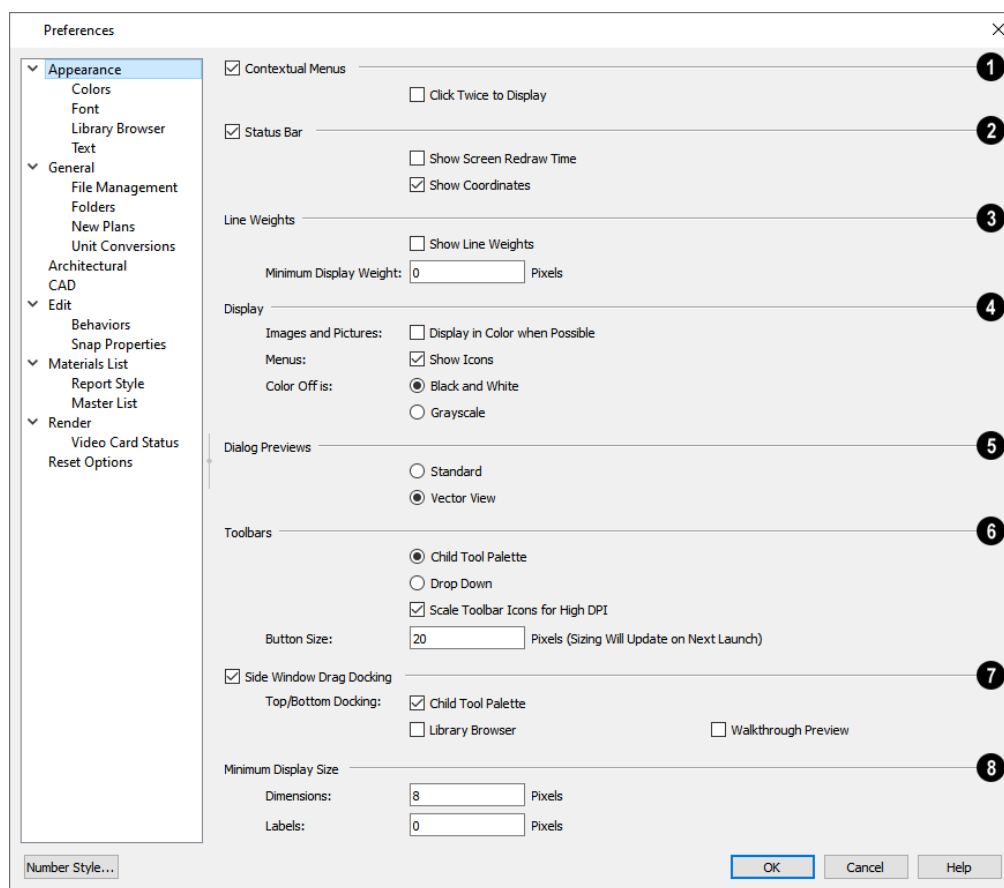 Preferences
Appearance
Colors
Font
Library Browser
Text
General
File Management
Folders
New Plans
Unit Conversions
Architectural
CAD
Edit
Behaviors
Snap Properties
Materials List
Report Style
Master List
Render
Video Card Status
Reset Options
Contextual Menus 1
Click Twice to Display
Status Bar 2
Show Screen Redraw Time
Show Coordinates
Line Weights 3
Show Line Weights
Minimum Display Weight: 0 Pixels
Display 4
Images and Pictures: Display in Color when Possible
Menus: Show Icons
Color Off is: Black and White
Grayscale
Dialog Previews 5
Standard
Vector View
Toolbars 6
Child Tool Palette
Drop Down
Scale Toolbar Icons for High DPI
Button Size: 20 Pixels (Sizing Will Update on Next Launch)
Side Window Drag Docking 7
Top/Bottom Docking: Child Tool Palette
Library Browser Walkthrough Preview
Minimum Display Size 8
Dimensions: 8 Pixels
Labels: 0 Pixels
Number Style... OK Cancel Help